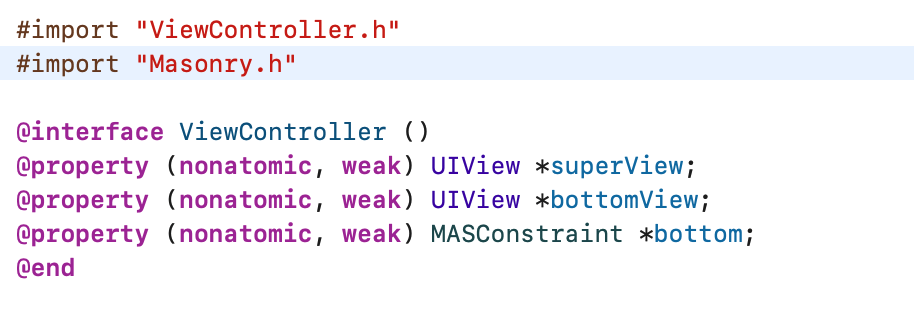 #import "ViewController.h"
#import "Masonry.h"
@interface ViewController ()
@property (nonatomic, weak) UIView *superView;
@property (nonatomic, weak) UIView *bottomView;
@property (nonatomic, weak) MASConstraint *bottom;
@end